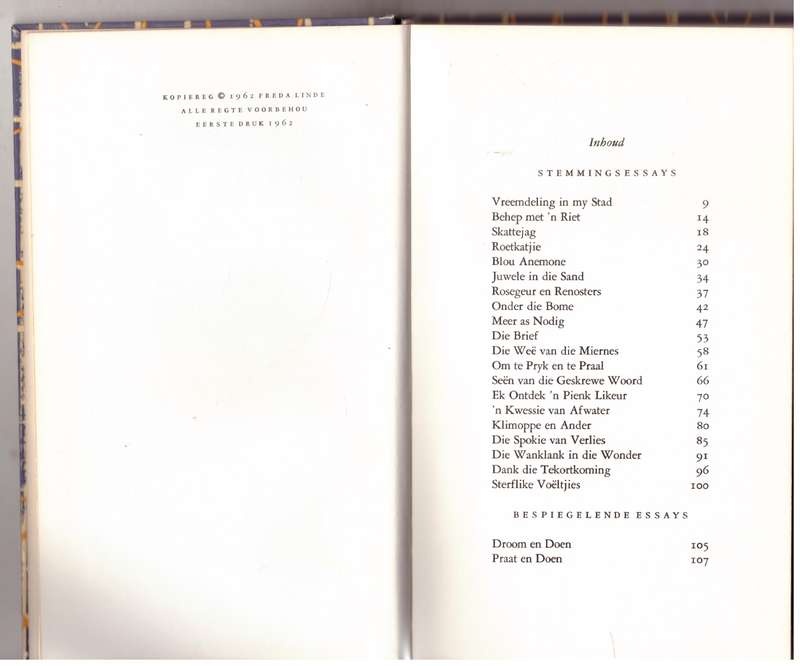 KOPIEREG © 1962 FREDA LINDE
ALLE REGTE VOORBEHOU
EERSTE DRUK 1962
Inhoud
STEMMINGSESSAYS
Vreemdeling in my Stad 9
Behep met 'n Riet 14
Skattejag 18
Roetkatjie 24
Blou Anemone 30
Juwele in die Sand 34
Rosegeur en Renosters 37
Onder die Bome 42
Meer as Nodig 47
Die Brief 53
Die Weë van die Miernes 58
Om te Pryk en te Praal 61
Seën van die Geskrewe Woord 66
Ek Ontdek 'n Pienk Likeur 70
'n Kwessie van Afwater 74
Klimoppe en Ander 80
Die Spokie van Verlies 85
Die Wanklank in die Wonder 91
Dank die Tekortkoming 96
Sterflike Voëltjies 100
BESPIEGELENDE ESSAYS
Droom en Doen 105
Praat en Doen 107